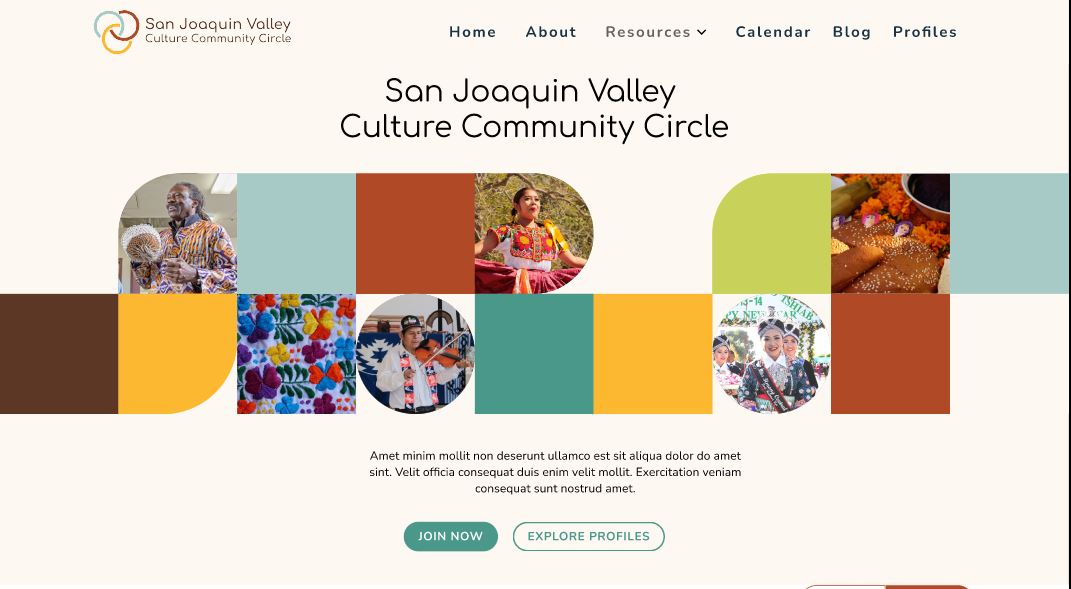 San Joaquin Valley
Culture Community Circle
Home About Resources Calendar Blog Profiles
San Joaquin Valley
Culture Community Circle
13-14
Amet minim mollit non deserunt ullamco est sit aliqua dolor do amet
sint. Velit officia consequat duis enim velit mollit. Exercitation veniam
consequat sunt nostrud amet.
JOIN NOW EXPLORE PROFILES